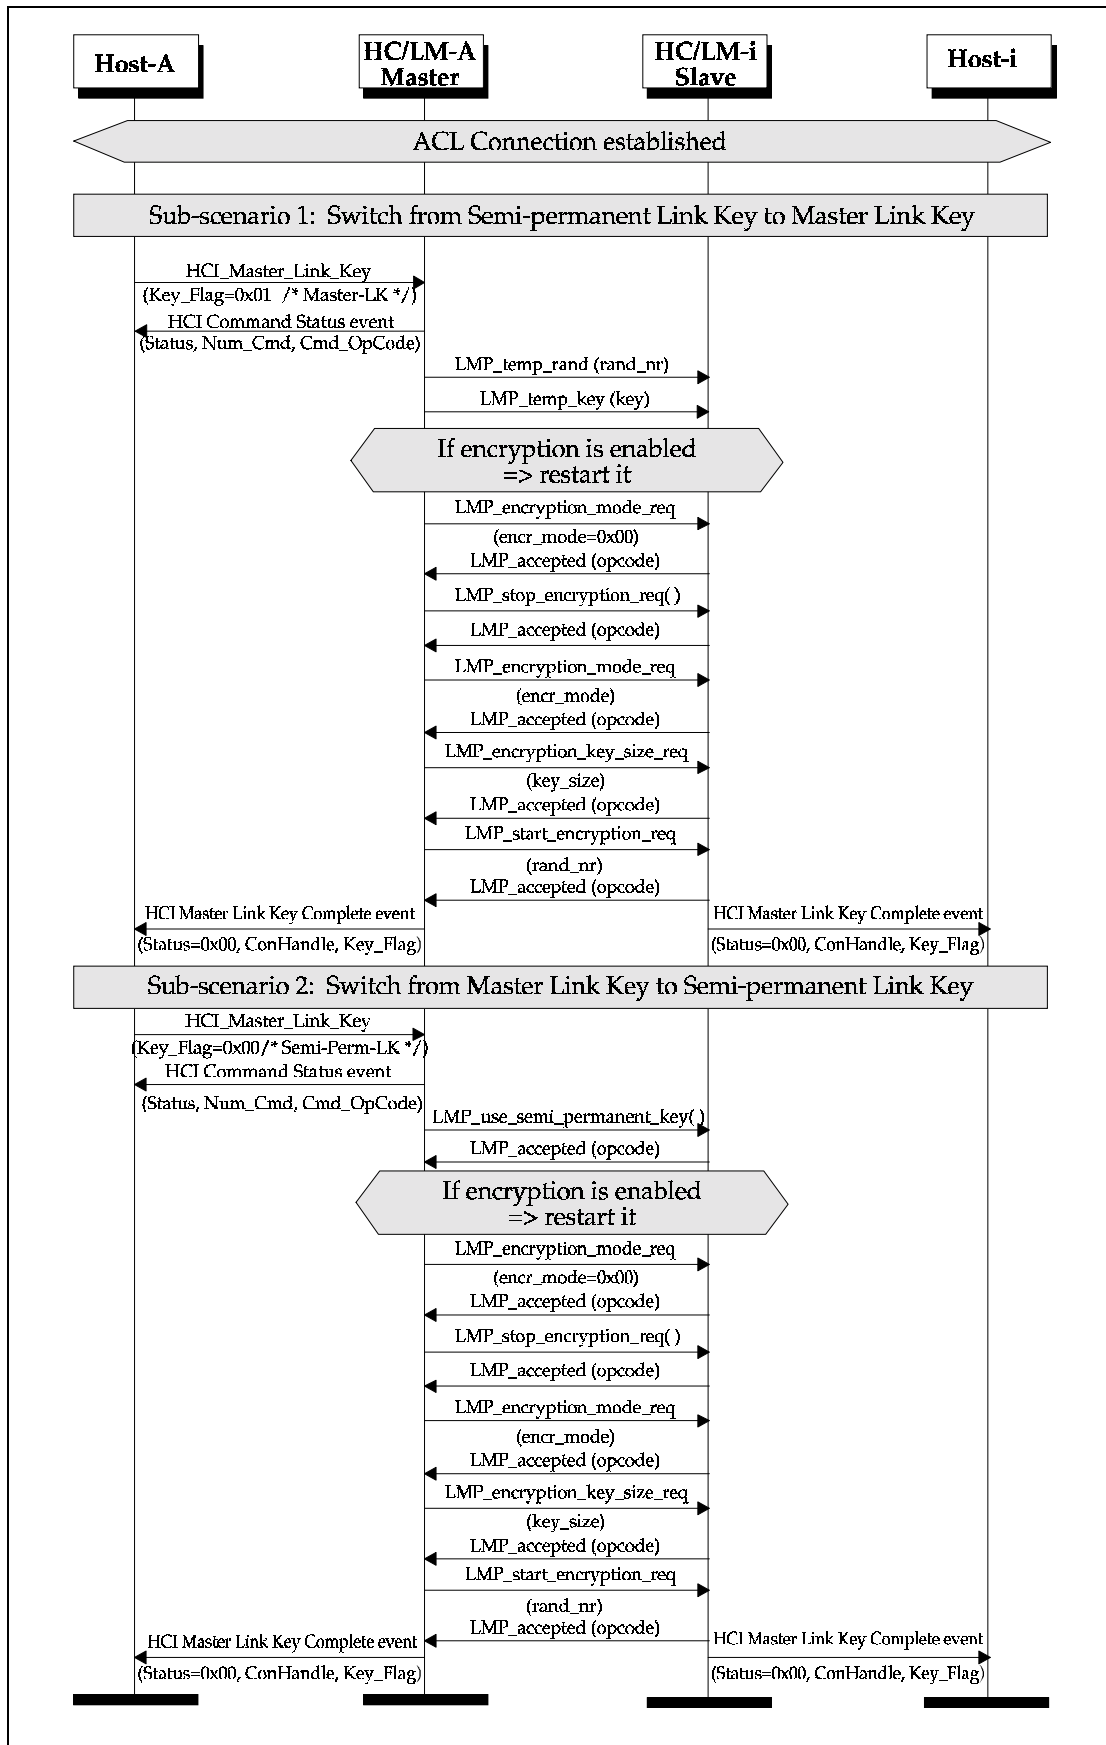 Host-A
HC/LM-A
Master
HC/LM-i
Slave
Host-i
ACL Connection established
Sub-scenario 1: Switch from Semi-permanent Link Key to Master Link Key
HCI_Master_Link_Key
(Key_Flag=0x01 /* Master-LK */)
HCI Command Status event
(Status, Num_Cmd, Cmd_OpCode)
LMP_temp_rand (rand_nr)
LMP_temp_key (key)
If encryption is enabled
=> restart it
LMP_encryption_mode_req
(encr_mode=0x00)
LMP_accepted (opcode)
LMP_stop_encryption_req( )
LMP_accepted (opcode)
LMP_encryption_mode_req
(encr_mode)
LMP_accepted (opcode)
LMP_encryption_key_size_req
(key_size)
LMP_accepted (opcode)
LMP_start_encryption_req
(rand_nr)
LMP_accepted (opcode)
HCI Master Link Key Complete event
(Status=0x00, ConHandle, Key_Flag)
HCI Master Link Key Complete event
(Status=0x00, ConHandle, Key_Flag)
Sub-scenario 2: Switch from Master Link Key to Semi-permanent Link Key
HCI_Master_Link_Key
(Key_Flag=0x00/* Semi-Perm-LK */)
HCI Command Status event
(Status, Num_Cmd, Cmd_OpCode)
LMP_use_semi_permanent_key( )
LMP_accepted (opcode)
If encryption is enabled
=> restart it
LMP_encryption_mode_req
(encr_mode=0x00)
LMP_accepted (opcode)
LMP_stop_encryption_req( )
LMP_accepted (opcode)
LMP_encryption_mode_req
(encr_mode)
LMP_accepted (opcode)
LMP_encryption_key_size_req
(key_size)
LMP_accepted (opcode)
LMP_start_encryption_req
(rand_nr)
LMP_accepted (opcode)
HCI Master Link Key Complete event
(Status=0x00, ConHandle, Key_Flag)
HCI Master Link Key Complete event
(Status=0x00, ConHandle, Key_Flag)